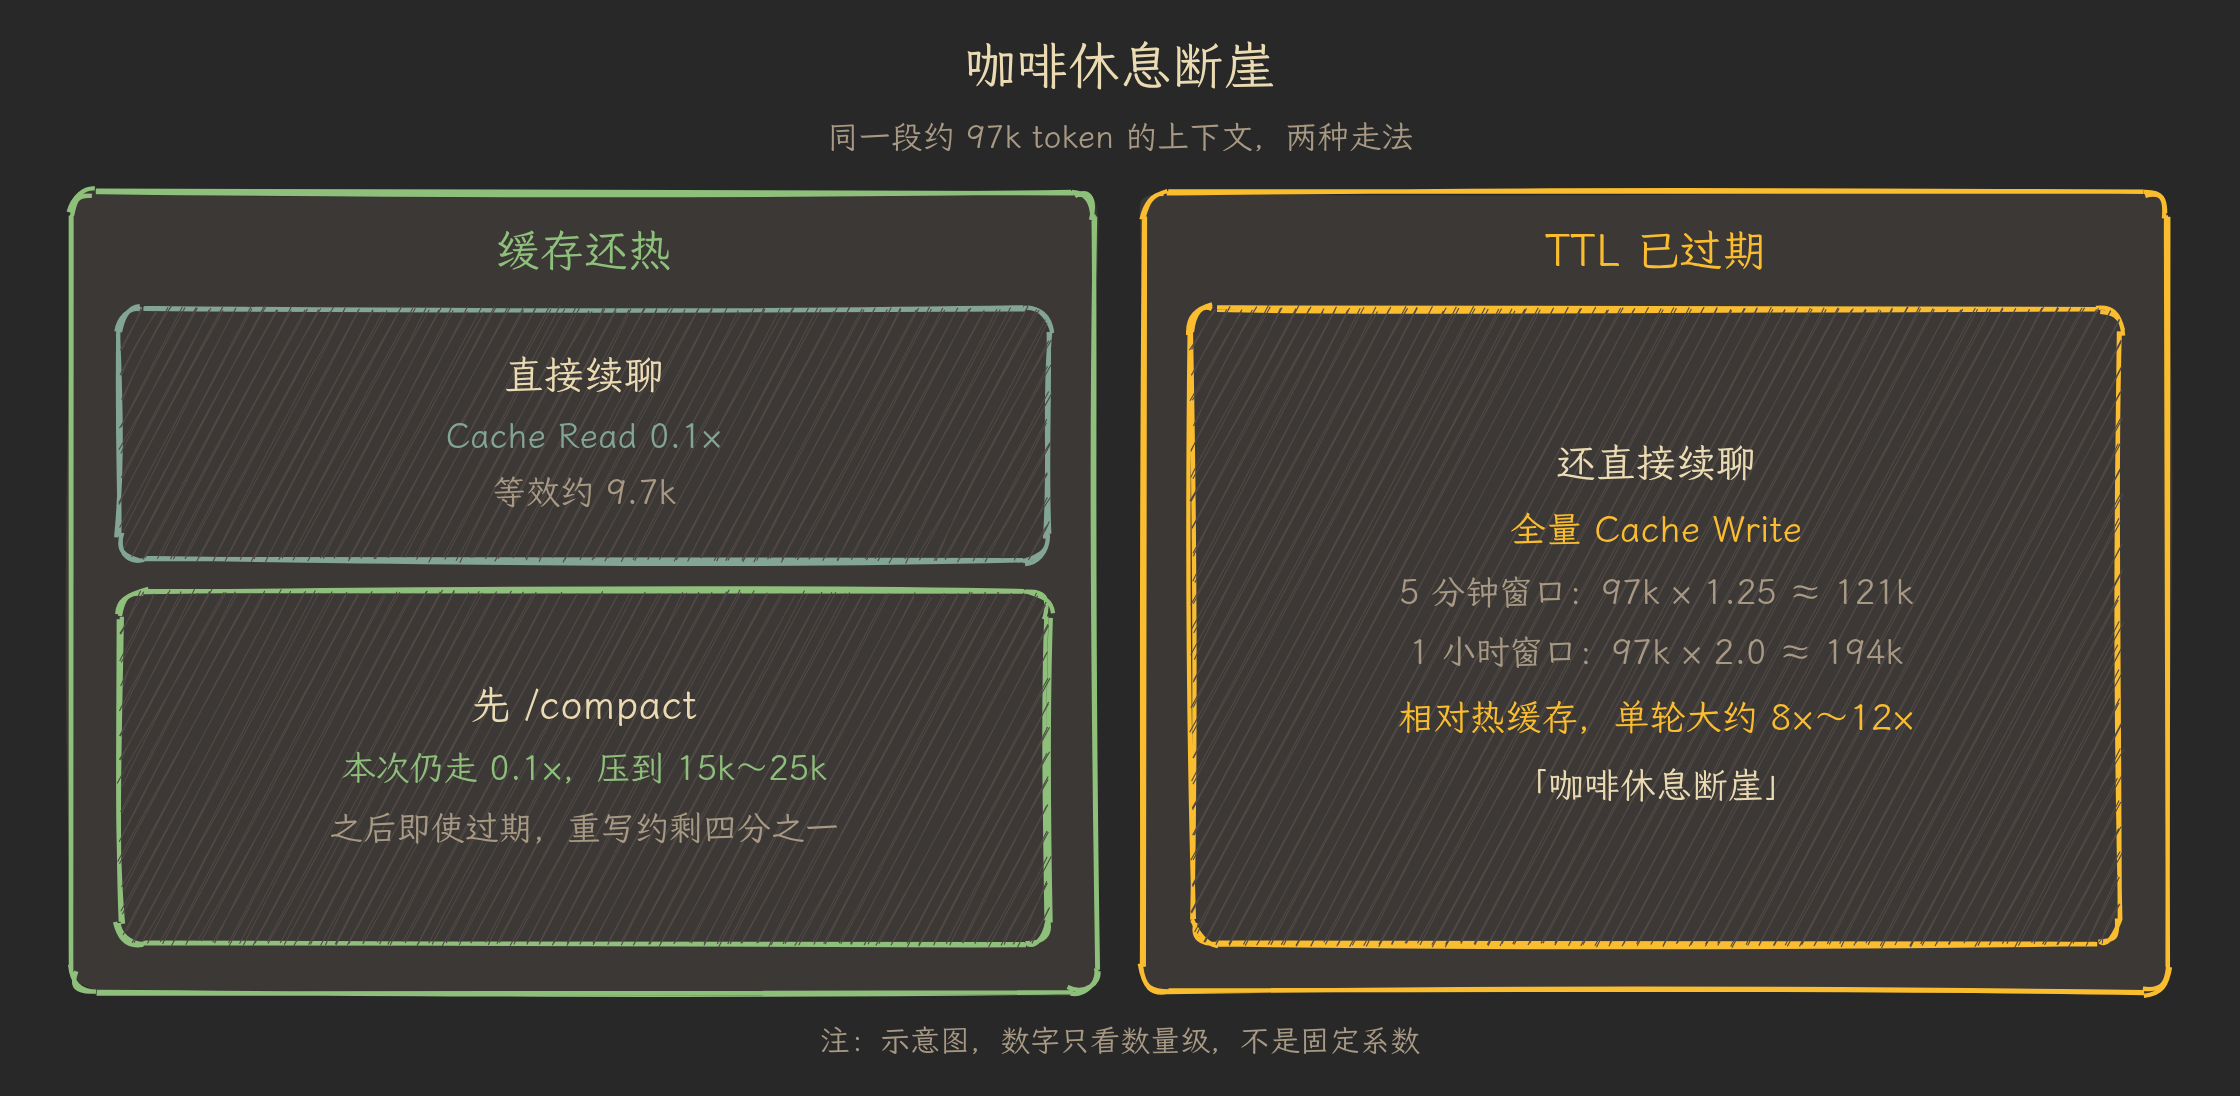 咖啡休息断崖
同一段约 97k token 的上下文，两种走法
缓存还热
直接续聊
Cache Read 0.1x
等效约 9.7k
先 /compact
本次仍走 0.1x，压到 15k～25k
之后即使过期，重写约剩四分之一
TTL 已过期
还直接续聊
全量 Cache Write
5 分钟窗口：97k × 1.25 ≈ 121k
1 小时窗口：97k × 2.0 ≈ 194k
相对热缓存，单轮大约 8x～12x
「咖啡休息断崖」
注：示意图，数字只看数量级，不是固定系数